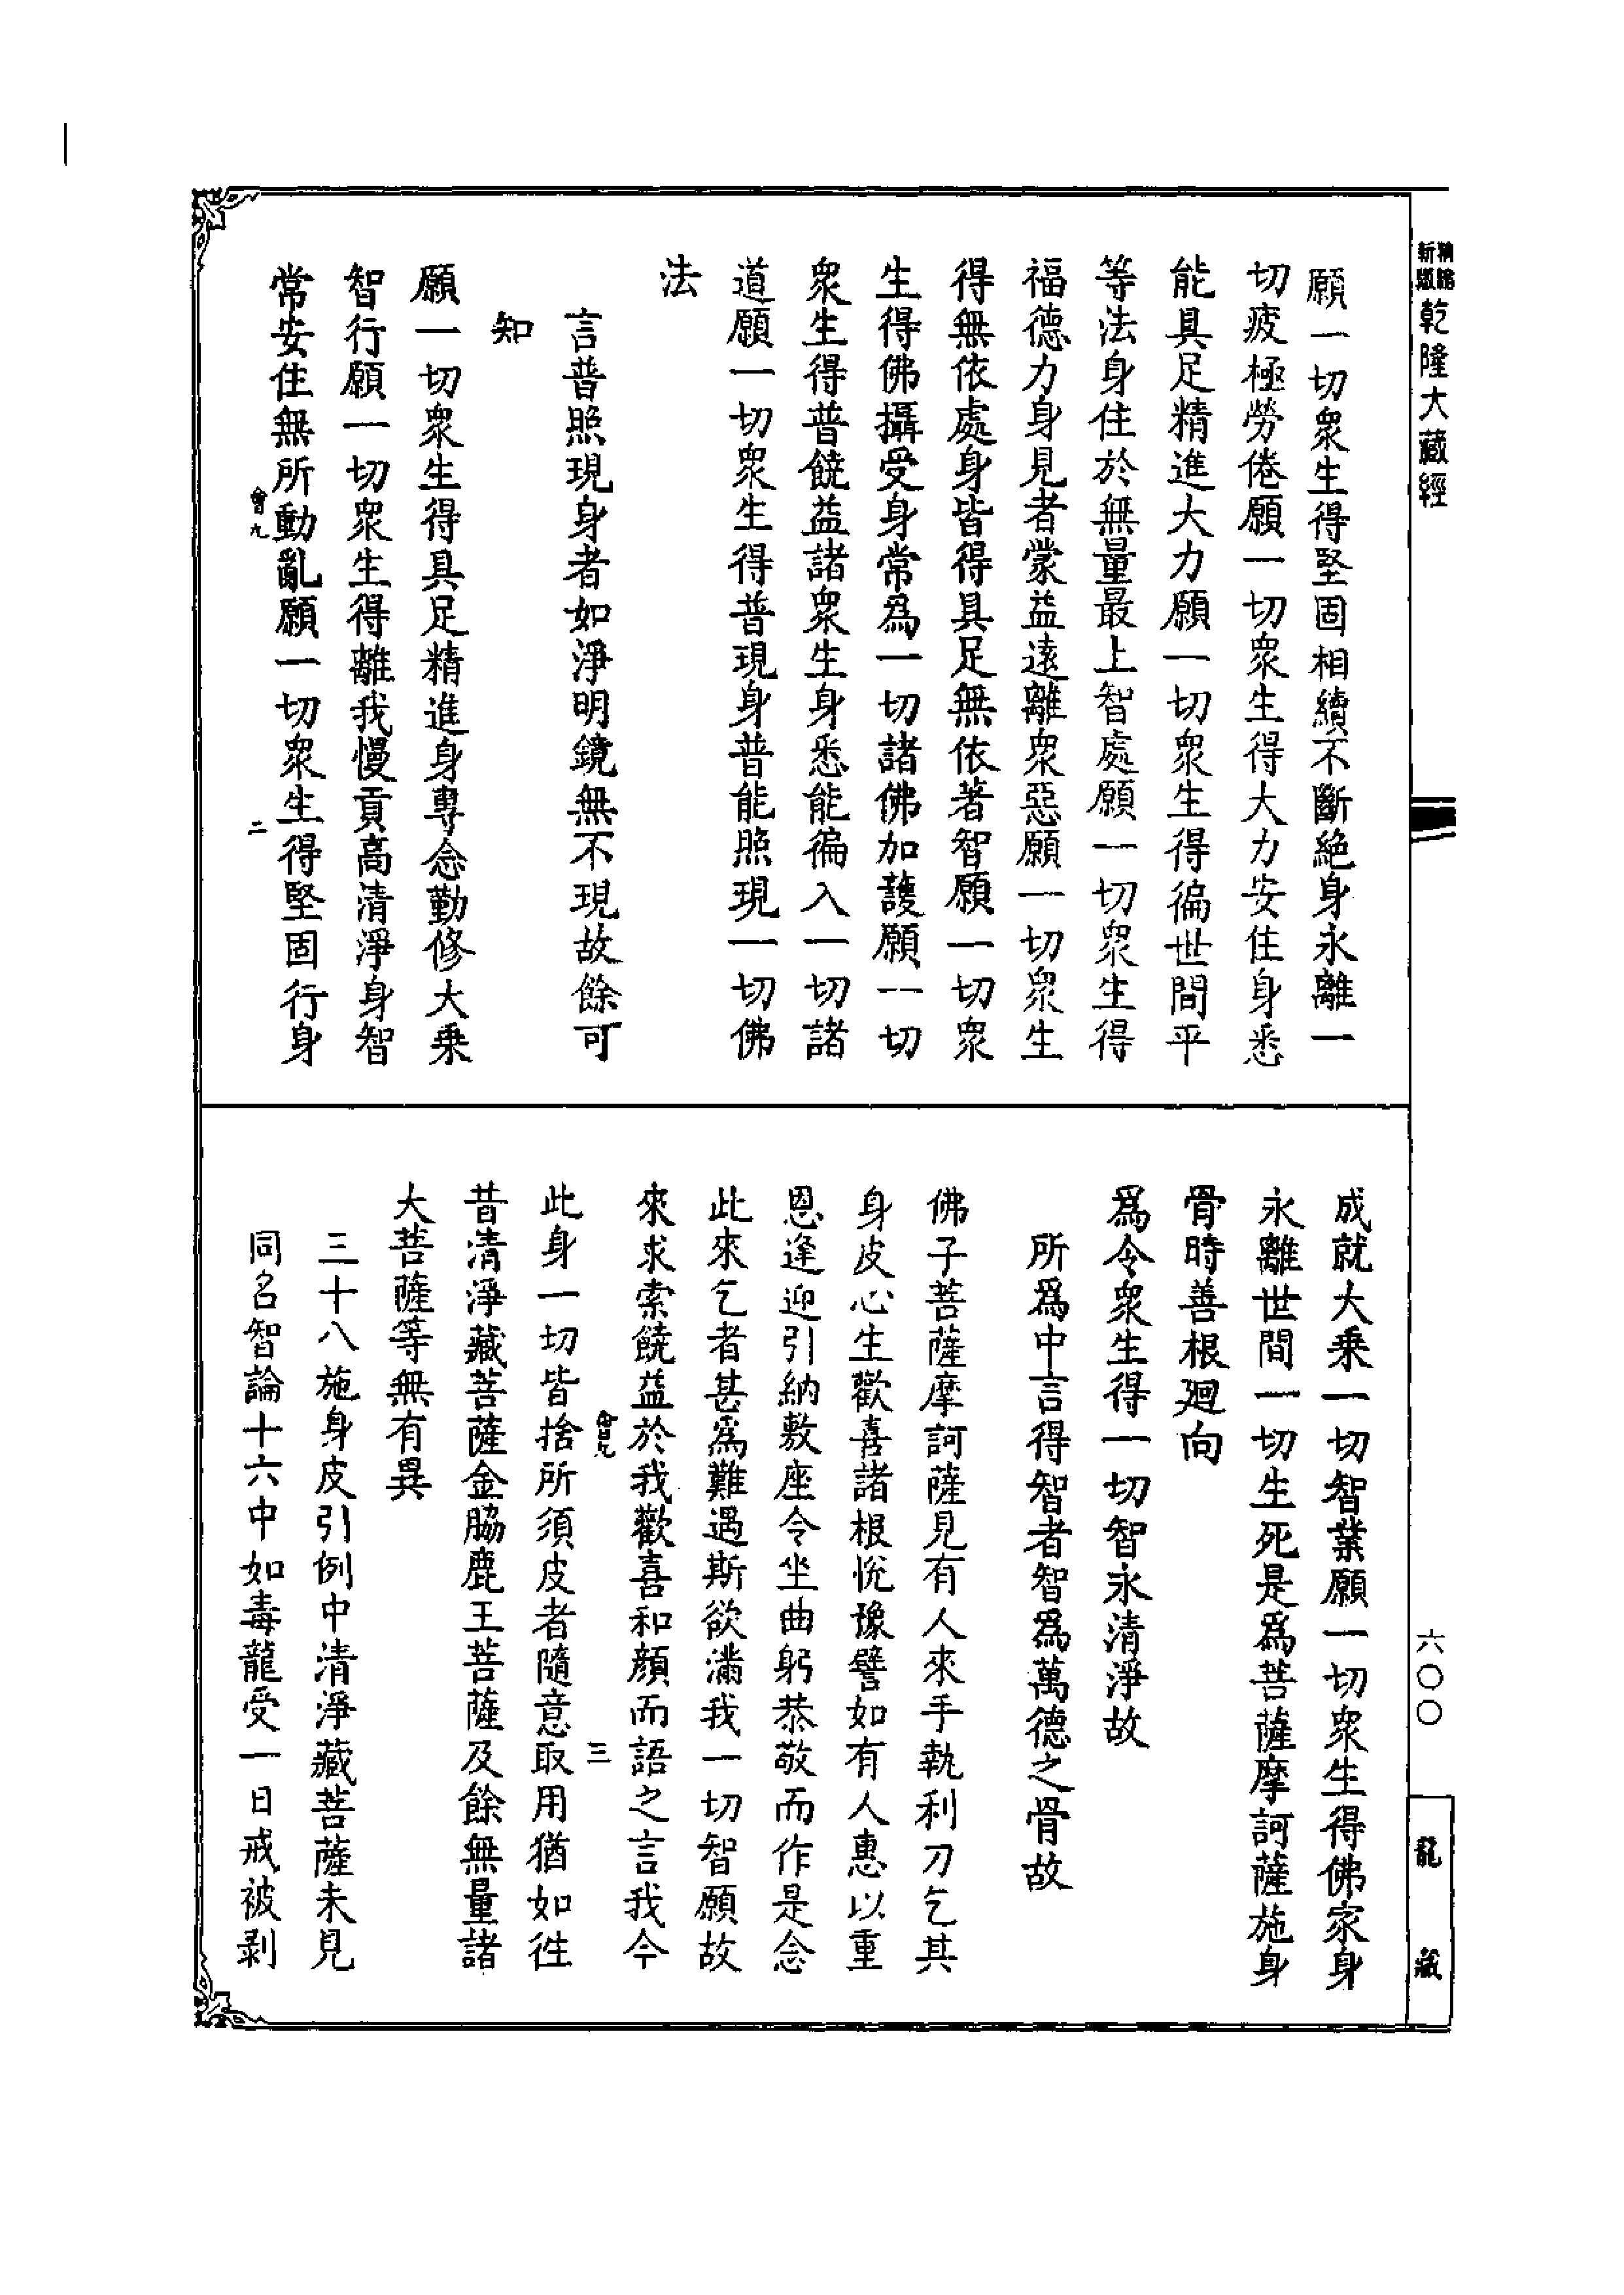 新編
縮版
乾隆大藏經
願一切衆生得堅固相續不斷絶身永離一
切疲極勞倦願一切衆生得大力安住身悉
能具足精進大力願一切衆生得徧世間平
等法身住於無量最上智處願一切衆生得
福德力身見者蒙益遠離衆惡願一切衆生
得無依處身皆得具足無依著智願一切衆
生得佛攝受身常爲一切諸佛加護願一切
衆生得普饒益諸衆生身悉能徧入一切諸
道願一切衆生得普現身普能照現一切佛
法
言普照現身者如淨明鏡無不現故餘可
知
願一切衆生得具足精進身專念勤修大乘
智行願一切衆生得離我慢貢高清淨身智
常安住無所動亂願一切衆生得堅固行身
會九
二
成就大乘一切智業願一切衆生得佛家身
永離世間一切生死是爲菩薩摩訶薩施身
骨時善根迴向
爲令衆生得一切智永清淨故
所爲中言得智者智爲萬德之骨故
佛子菩薩摩訶薩見有人來手執利刀乞其
身皮心生歡喜諸根悅豫譬如有人惠以重
恩逢迎引納敷座令坐曲躬恭敬而作是念
此來乞者甚爲難遇斯欲滿我一切智願故
來求索饒益於我歡喜和顔而語之言我今
會九
三
此身一切皆捨所須皮者隨意取用猶如徃
昔清淨藏菩薩金脇鹿王菩薩及餘無量諸
大菩薩等無有異
三十八施身皮引例中清淨藏菩薩未見
同名智論十六中如毒龍受一日戒被剥
六〇〇
龍藏